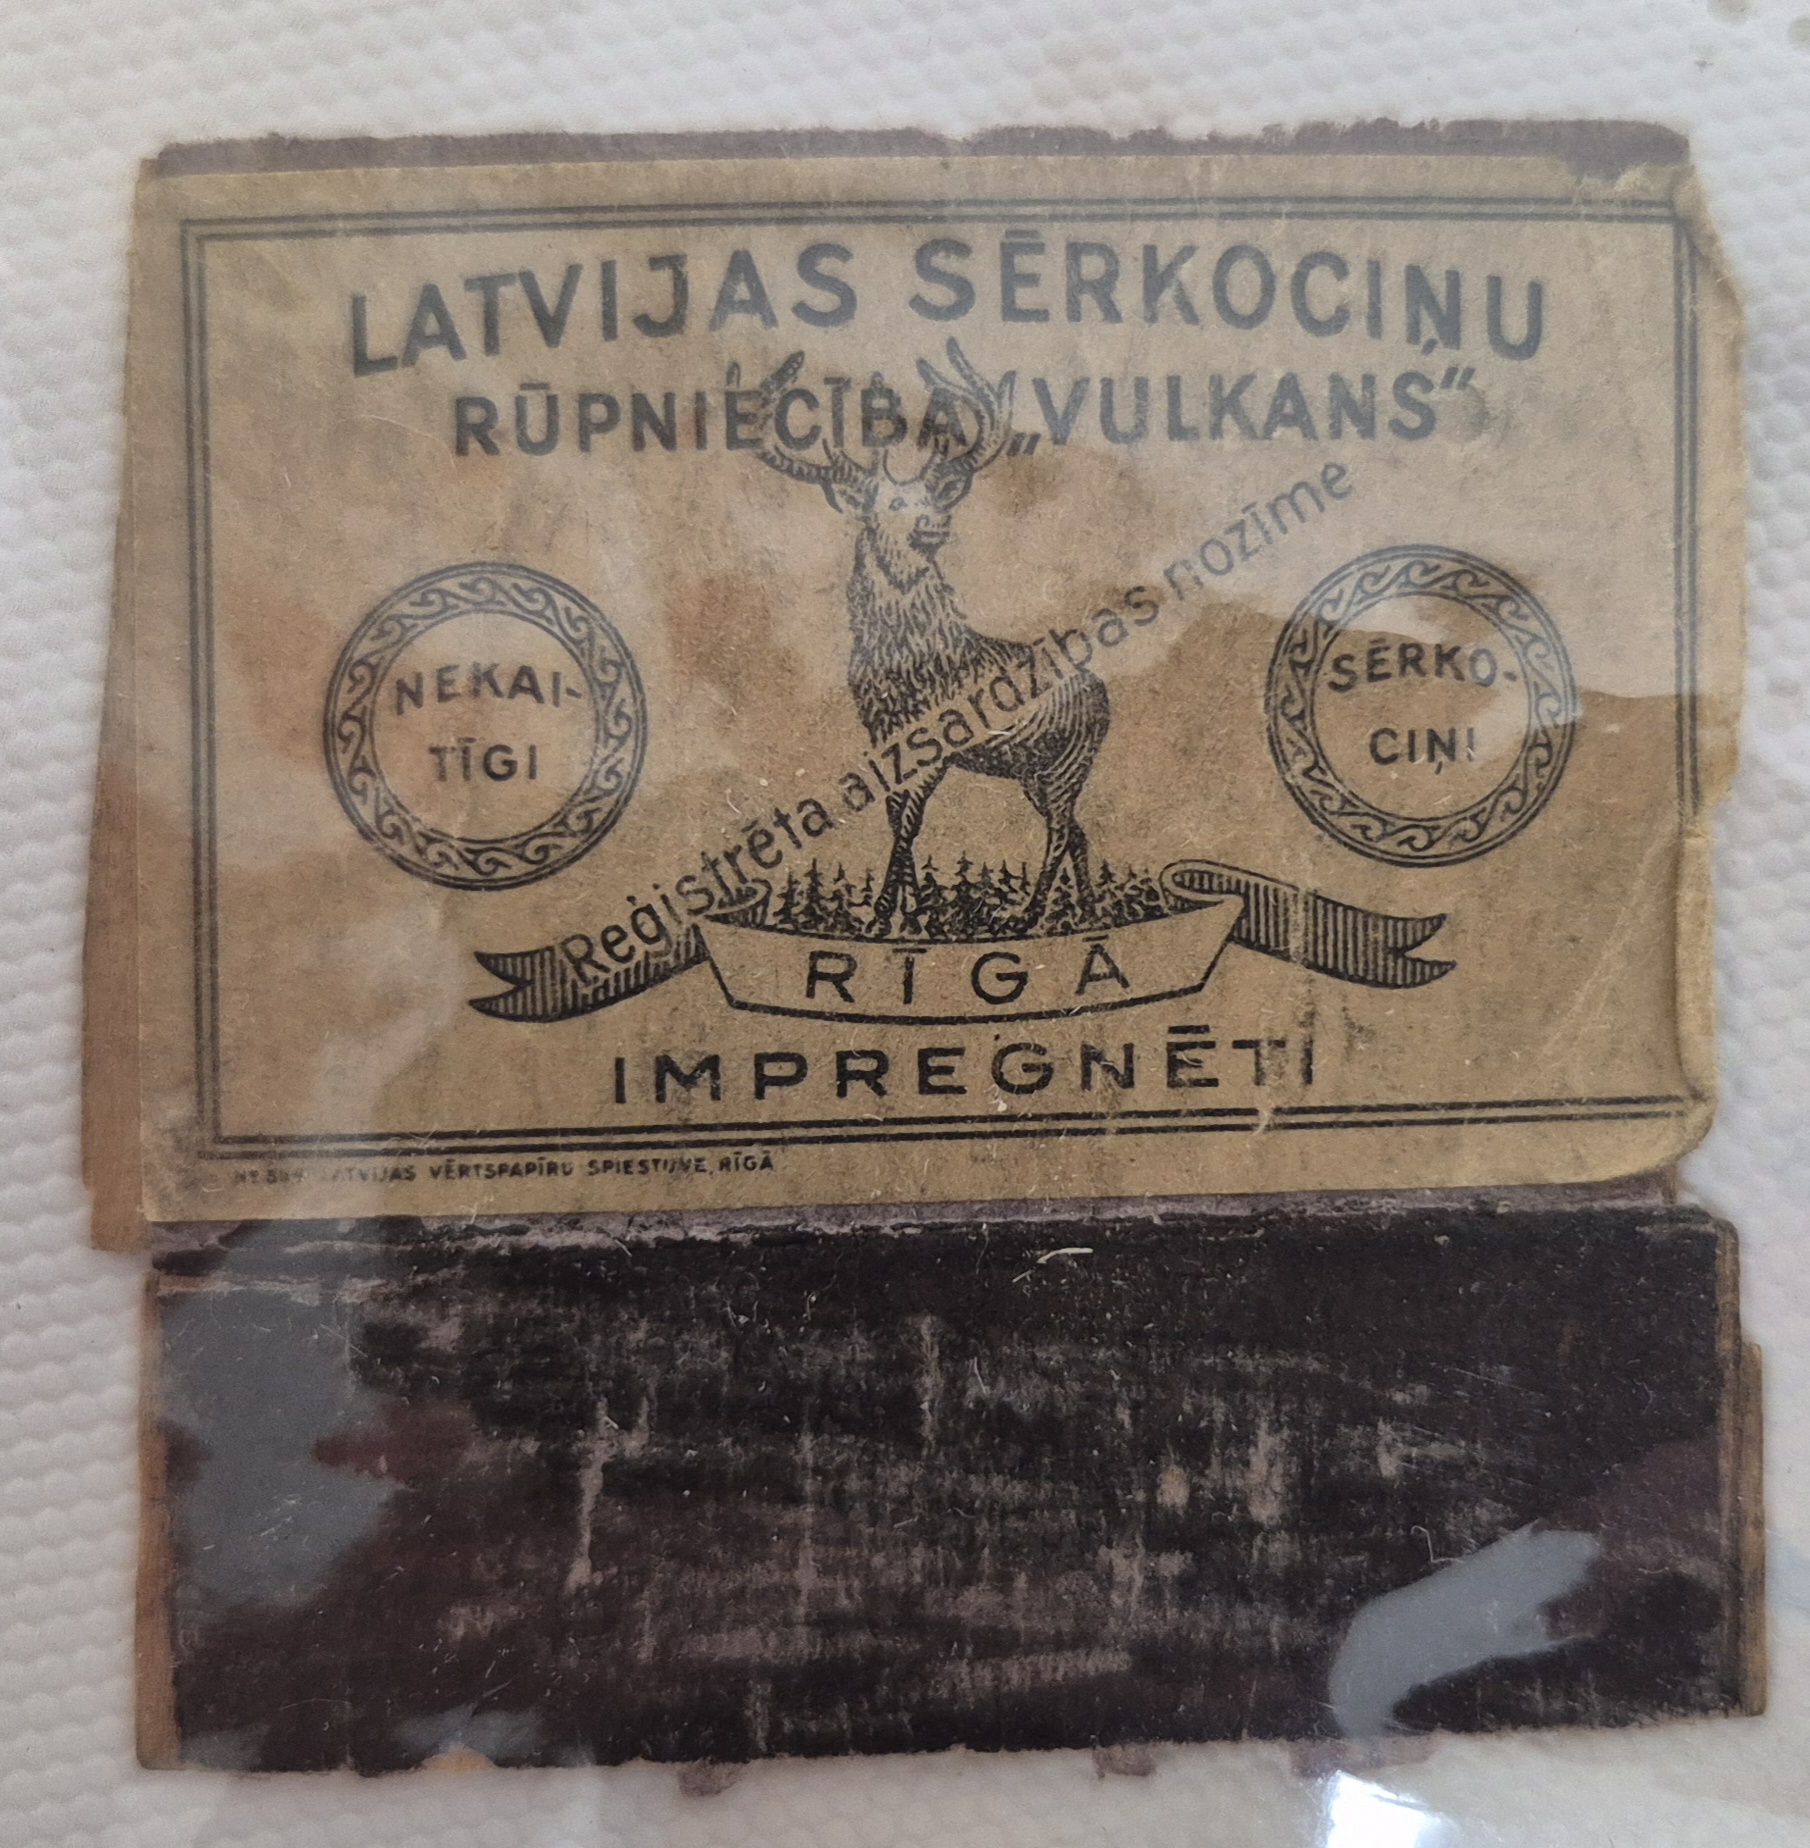 LATVIJAS SĒRKOCIŅU
RŪPNIECĪBA „VULKANS“
NEKAI-
TĪGI
SĒRKO-
CIŅI
Reģistrēta aizsardzības nozīme
RĪGĀ
IMPREGNĒTI
LATVIJAS VĒRTSPAPĪRU SPIESTUVE, RĪGĀ